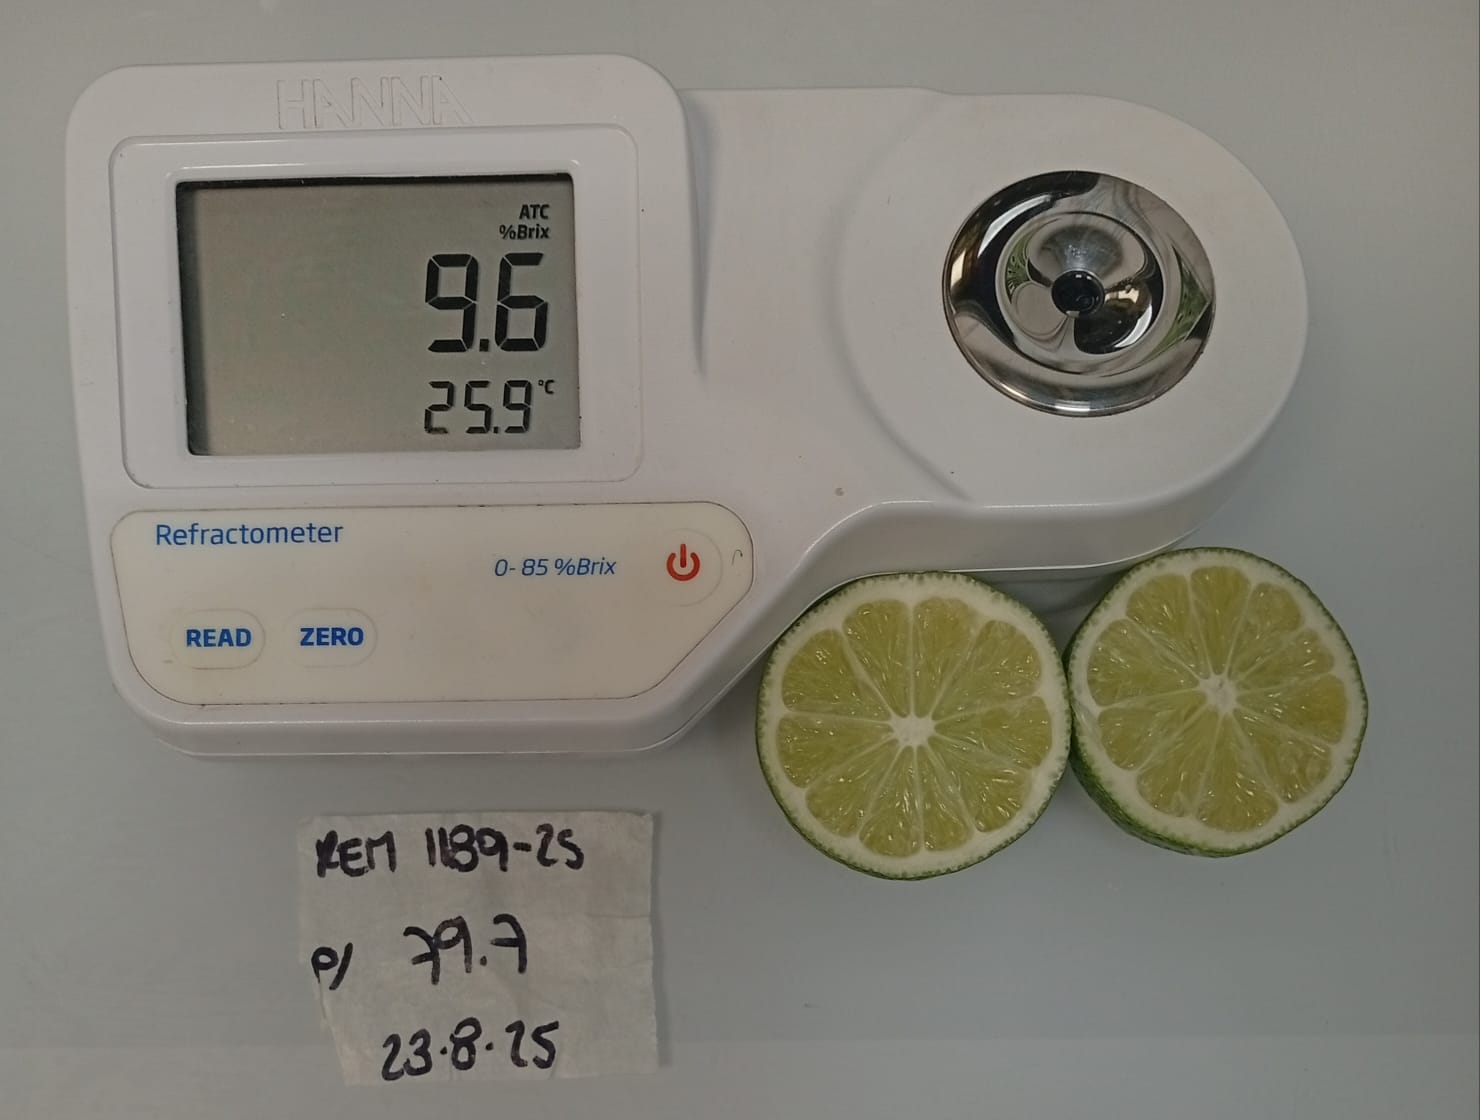 HANNA
ATC
%Brix
9.6
25.9 °C
Refractometer
0-85 %Brix
READ ZERO
REM 1189-25
P/ 79.7
23.8.25